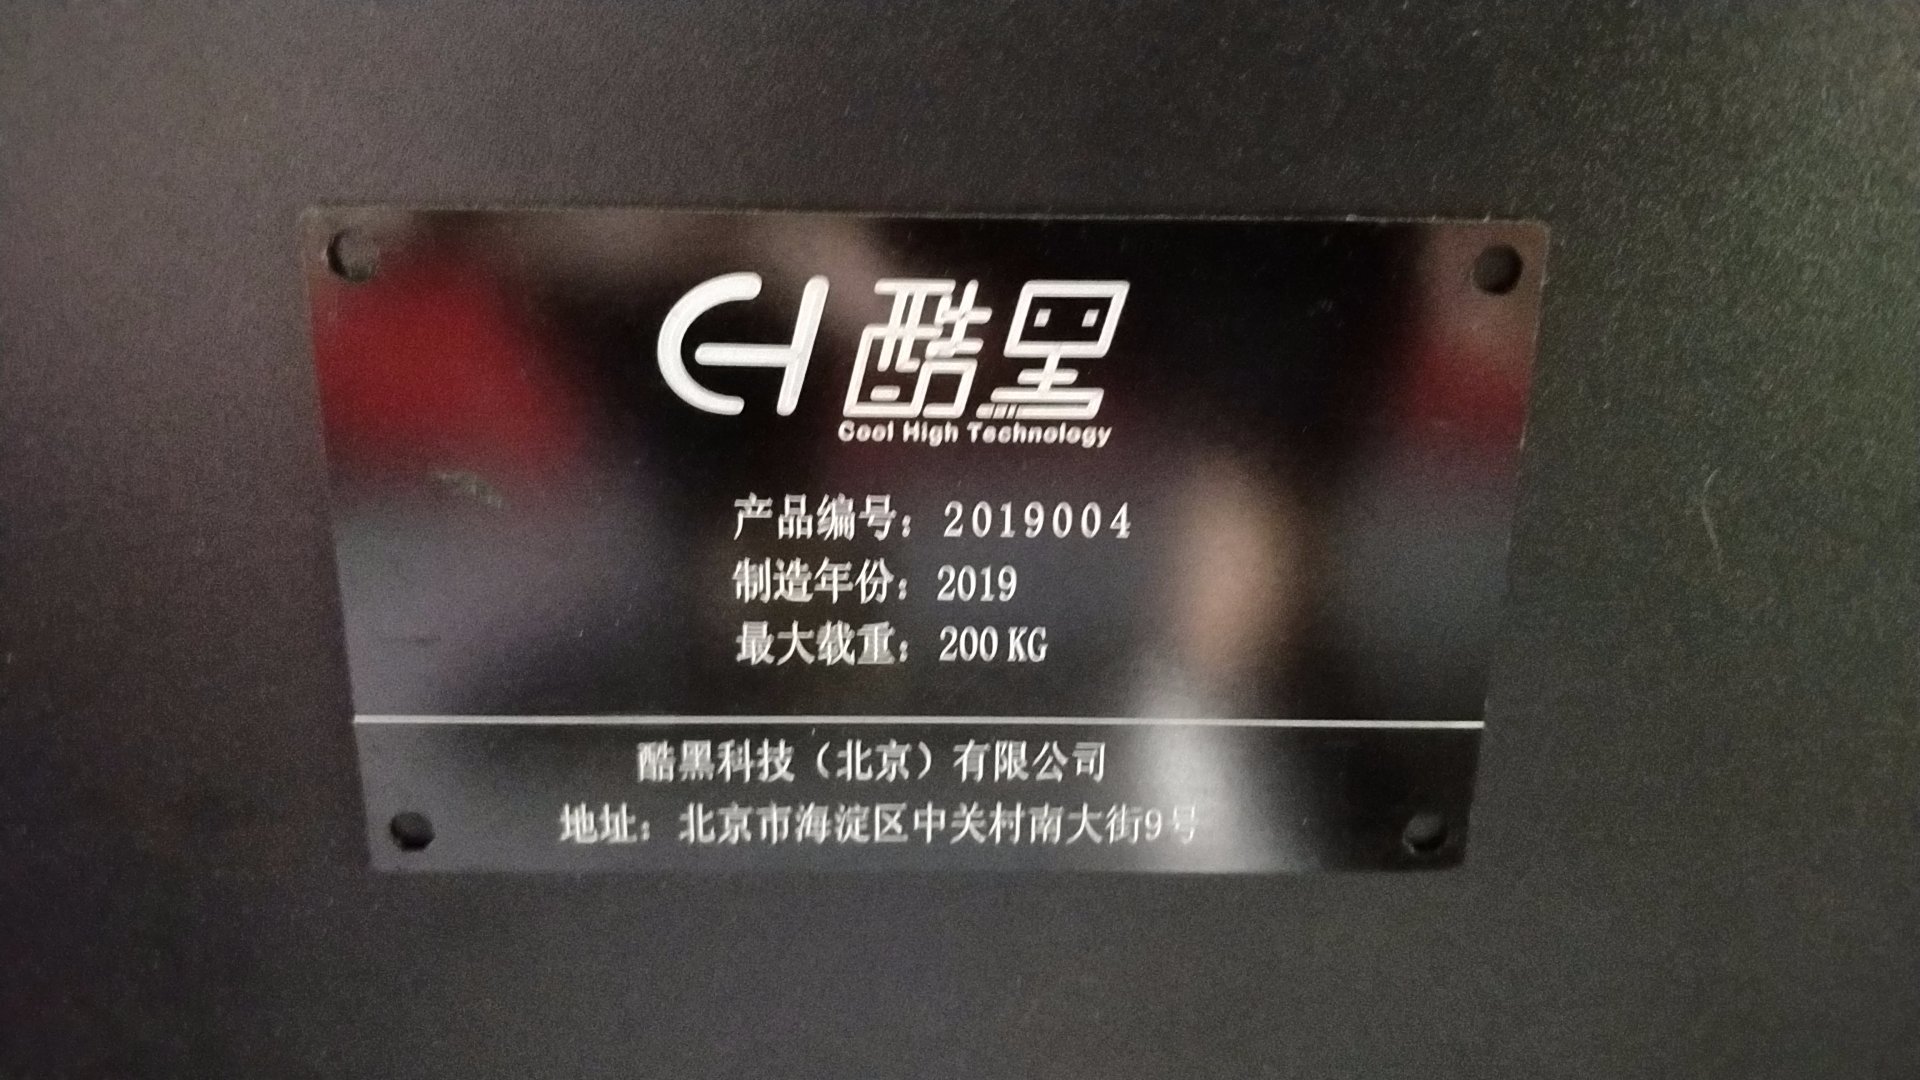 CH 酷黑
Cool High Technology
产品编号：2019004
制造年份：2019
最大载重：200KG
酷黑科技（北京）有限公司
地址：北京市海淀区中关村南大街9号